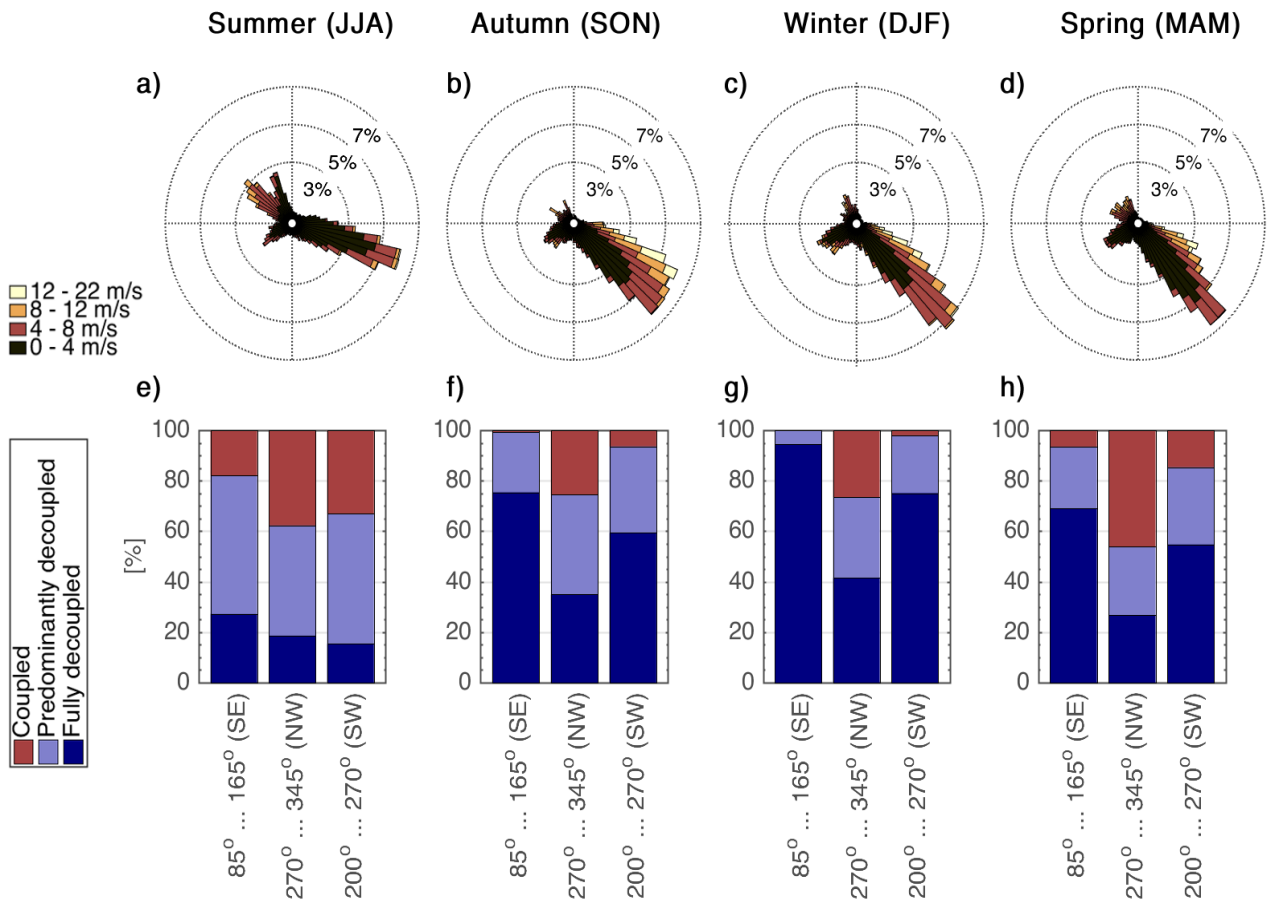 Summer (JJA)
Autumn (SON)
Winter (DJF)
Spring (MAM)
a)
b)
c)
d)
7%
5%
3%
7%
5%
3%
7%
5%
3%
7%
5%
3%
12 - 22 m/s
8 - 12 m/s
4 - 8 m/s
0 - 4 m/s
e)
f)
g)
h)
Coupled
Predominantly decoupled
Fully decoupled
[%]
100
80
60
40
20
0
100
80
60
40
20
0
100
80
60
40
20
0
100
80
60
40
20
0
85° ... 165° (SE)
270° ... 345° (NW)
200° ... 270° (SW)
85° ... 165° (SE)
270° ... 345° (NW)
200° ... 270° (SW)
85° ... 165° (SE)
270° ... 345° (NW)
200° ... 270° (SW)
85° ... 165° (SE)
270° ... 345° (NW)
200° ... 270° (SW)